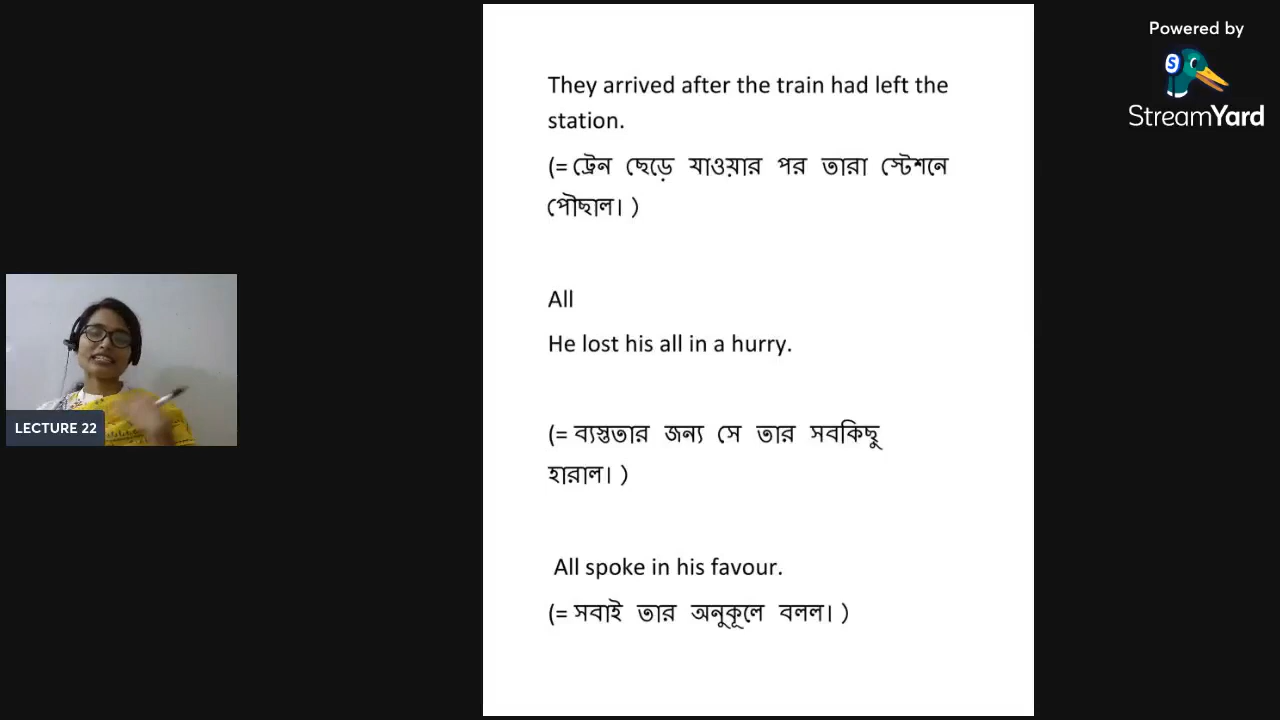 Powered by
StreamYard
They arrived after the train had left the
station.
(= ট্রেন ছেড়ে যাওয়ার পর তারা স্টেশনে
পৌছাল। )
All
He lost his all in a hurry.
(= ব্যস্ততার জন্য সে তার সবকিছু
হারাল। )
All spoke in his favour.
(= সবাই তার অনুকূলে বলল। )
LECTURE 22